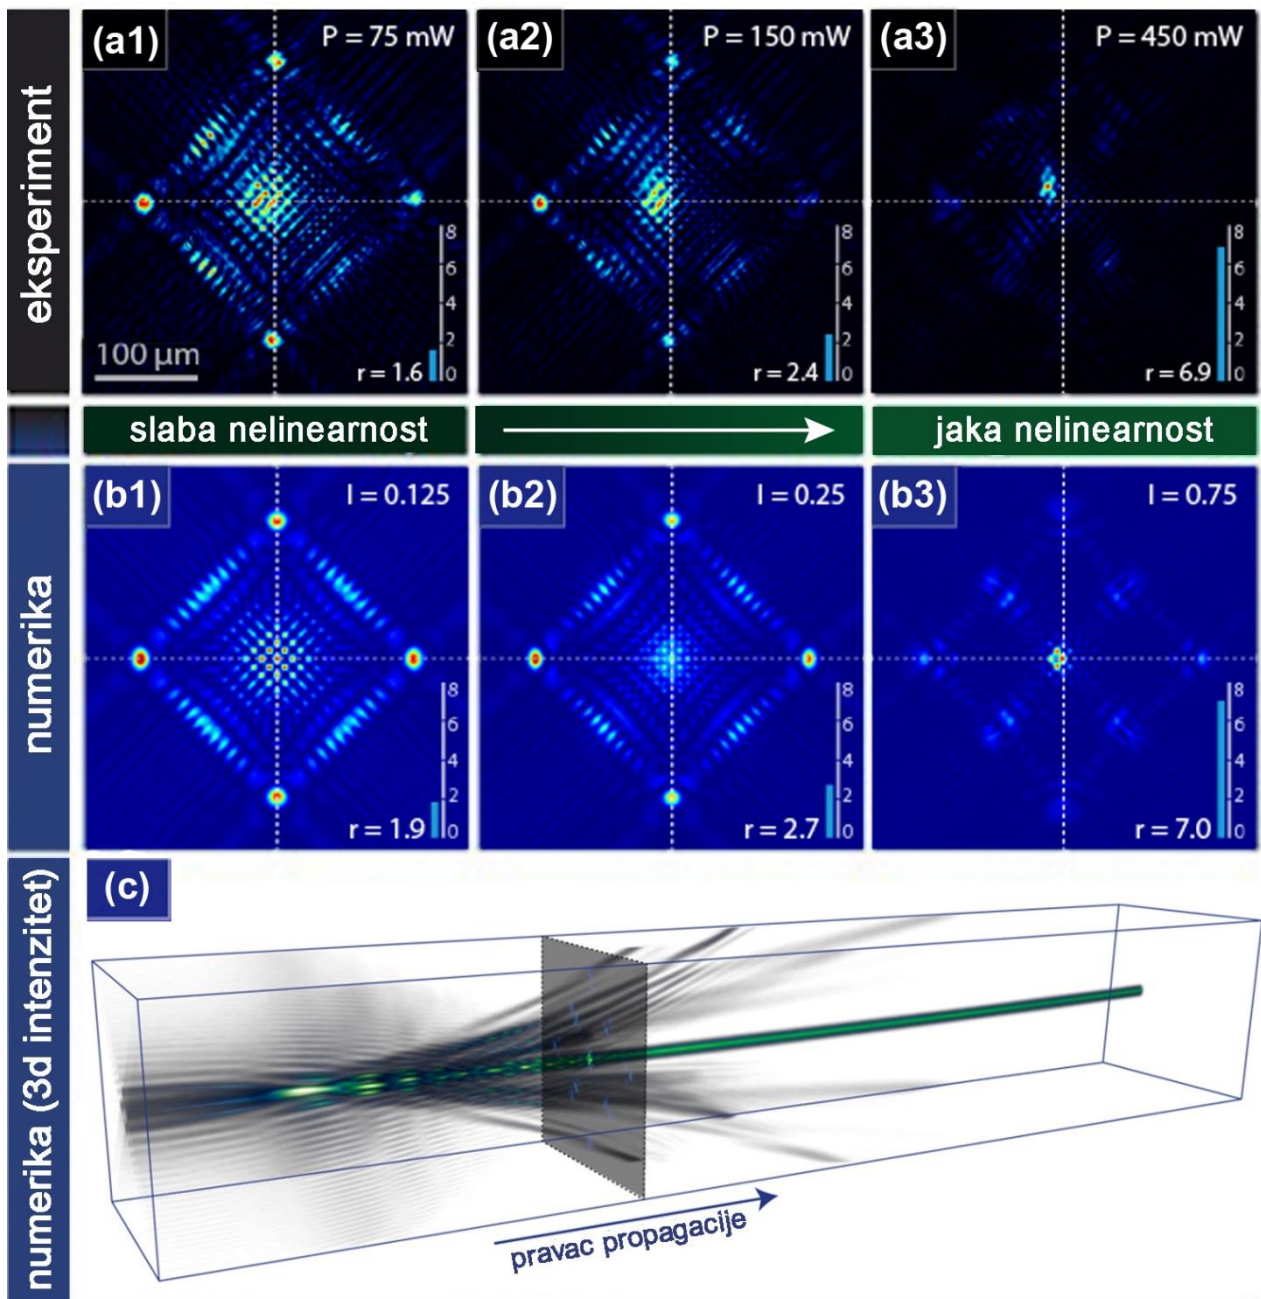 eksperiment
(a1)
P = 75 mW
100 µm
r = 1.6
8
6
4
2
0
(a2)
P = 150 mW
r = 2.4
8
6
4
2
0
(a3)
P = 450 mW
r = 6.9
8
6
4
2
0
slaba nelinearnost
jaka nelinearnost
numerika
(b1)
I = 0.125
r = 1.9
8
6
4
2
0
(b2)
I = 0.25
r = 2.7
8
6
4
2
0
(b3)
I = 0.75
r = 7.0
8
6
4
2
0
numerika (3d intenzitet)
(c)
pravac propagacije